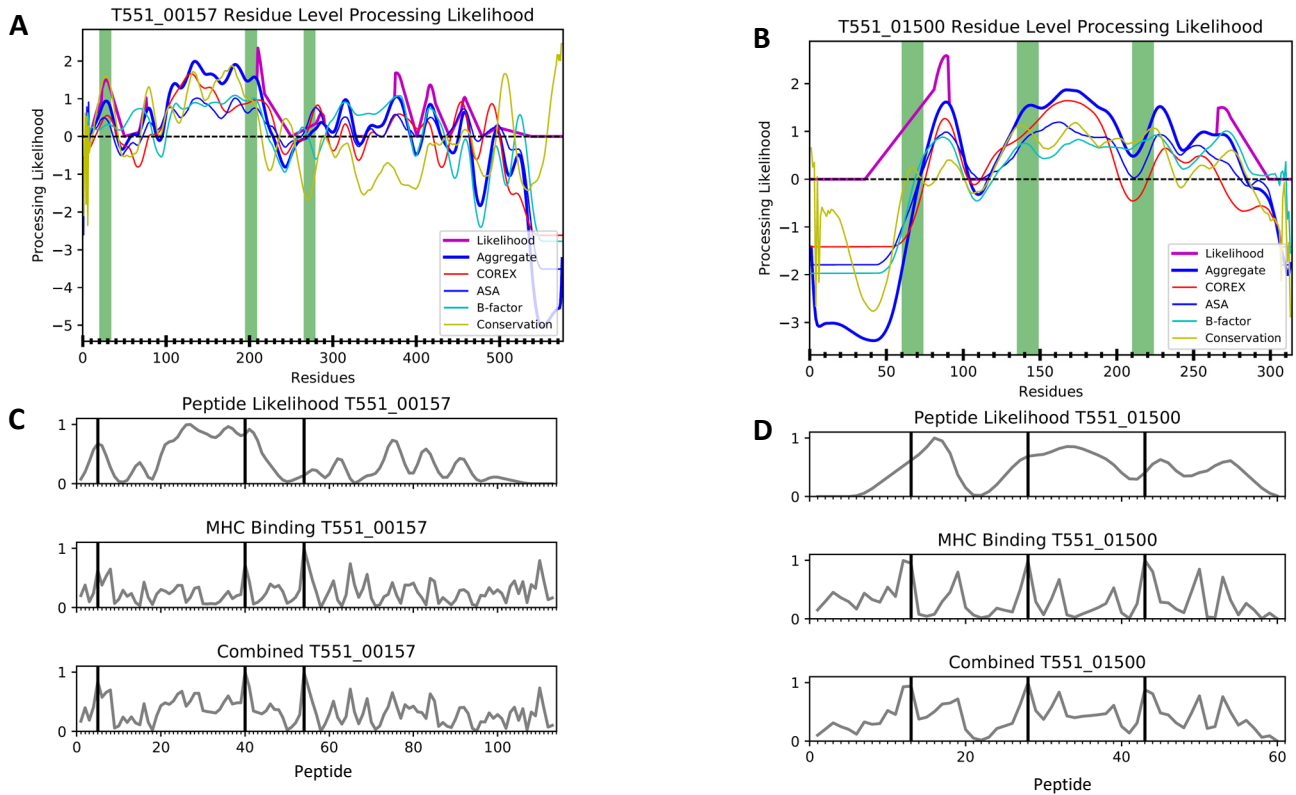 A
T551_00157 Residue Level Processing Likelihood
Processing Likelihood
2
1
0
−1
−2
−3
−4
−5
Likelihood
Aggregate
COREX
ASA
B-factor
Conservation
0 100 200 300 400 500
Residues
B
T551_01500 Residue Level Processing Likelihood
Processing Likelihood
2
1
0
−1
−2
−3
Likelihood
Aggregate
COREX
ASA
B-factor
Conservation
0 50 100 150 200 250 300
Residues
C
Peptide Likelihood T551_00157
1
0
MHC Binding T551_00157
1
0
Combined T551_00157
1
0
0 20 40 60 80 100
Peptide
D
Peptide Likelihood T551_01500
1
0
MHC Binding T551_01500
1
0
Combined T551_01500
1
0
0 20 40 60
Peptide